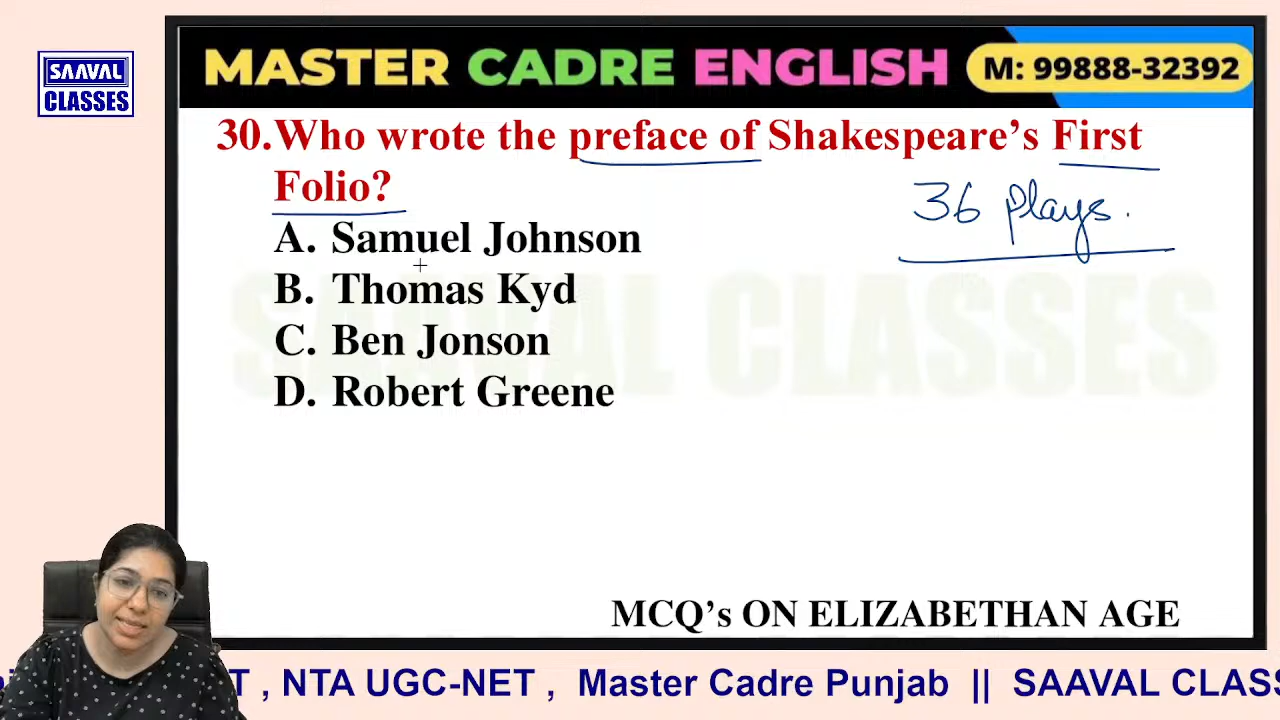 SAAVAL
CLASSES
MASTER CADRE ENGLISH
M: 99888-32392
30. Who wrote the preface of Shakespeare's First
Folio?
36 Plays.
A. Samuel Johnson
B. Thomas Kyd
C. Ben Jonson
D. Robert Greene
SAAVAL CLASSES
MCQ's ON ELIZABETHAN AGE
T , NTA UGC-NET , Master Cadre Punjab || SAAVAL CLASS